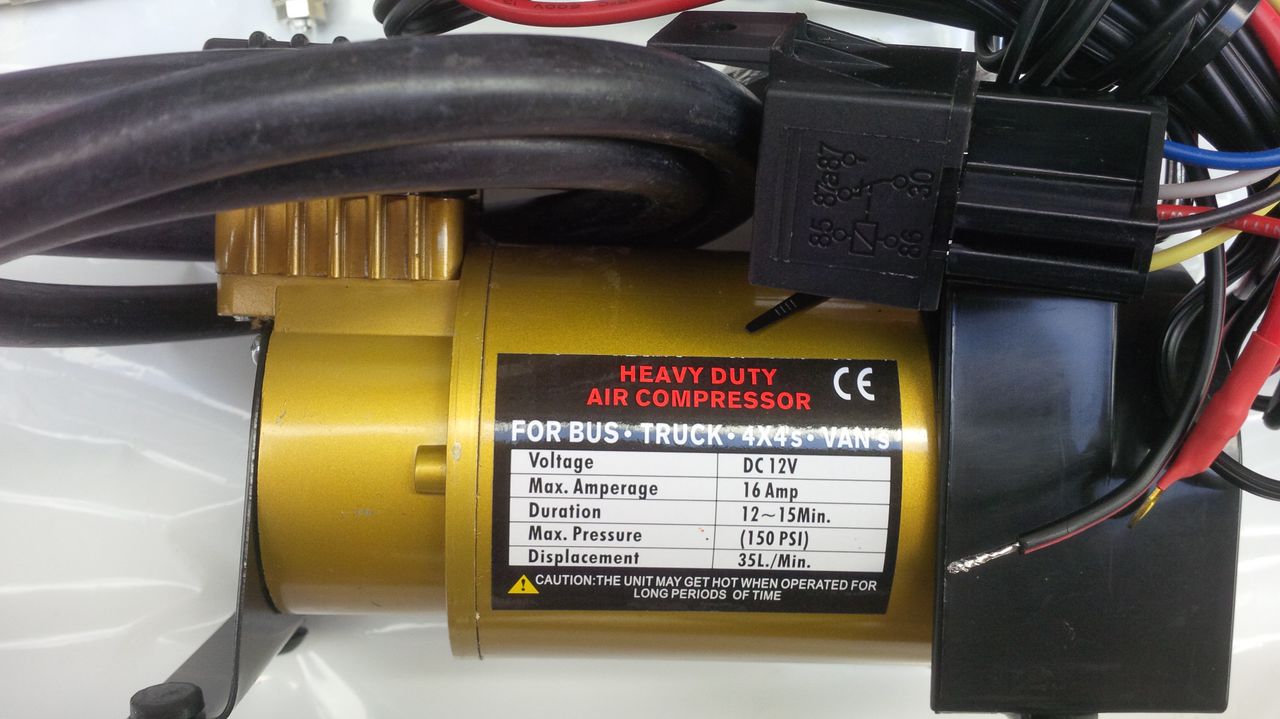 HEAVY DUTY
AIR COMPRESSOR
CE
FOR BUS · TRUCK · 4X4's · VAN's
Voltage DC 12V
Max. Amperage 16 Amp
Duration 12~15Min.
Max. Pressure (150 PSI)
Displacement 35L./Min.
CAUTION:THE UNIT MAY GET HOT WHEN OPERATED FOR
LONG PERIODS OF TIME
87
30
85
86